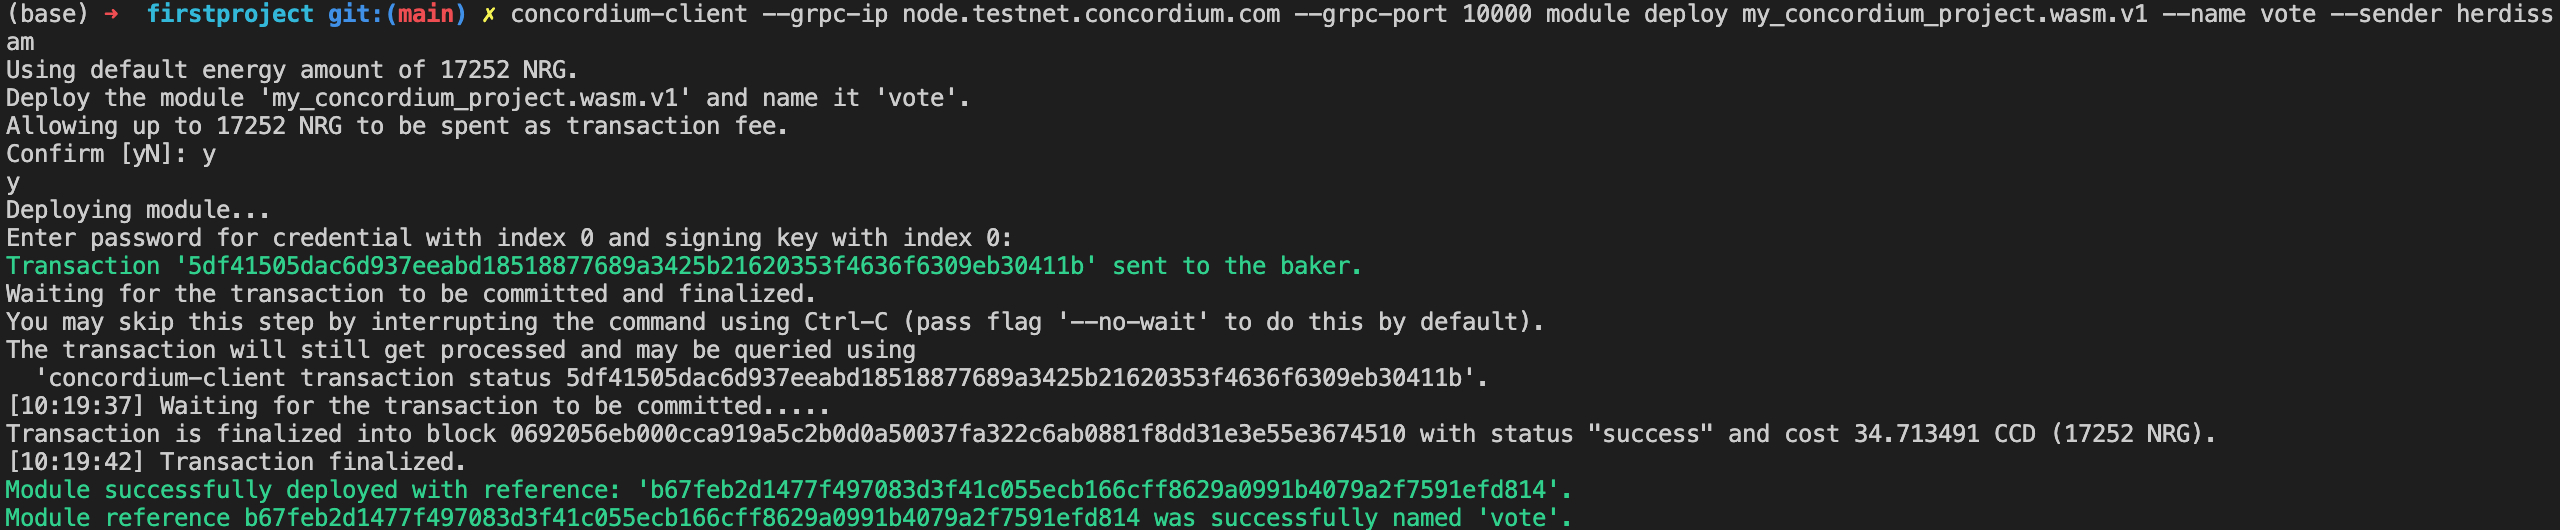 (base) ➜  firstproject git:(main) ✗ concordium-client --grpc-ip node.testnet.concordium.com --grpc-port 10000 module deploy my_concordium_project.wasm.v1 --name vote --sender herdiss
am
Using default energy amount of 17252 NRG.
Deploy the module 'my_concordium_project.wasm.v1' and name it 'vote'.
Allowing up to 17252 NRG to be spent as transaction fee.
Confirm [yN]: y
y
Deploying module...
Enter password for credential with index 0 and signing key with index 0:
Transaction '5df41505dac6d937eeabd18518877689a3425b21620353f4636f6309eb30411b' sent to the baker.
Waiting for the transaction to be committed and finalized.
You may skip this step by interrupting the command using Ctrl-C (pass flag '--no-wait' to do this by default).
The transaction will still get processed and may be queried using
  'concordium-client transaction status 5df41505dac6d937eeabd18518877689a3425b21620353f4636f6309eb30411b'.
[10:19:37] Waiting for the transaction to be committed.....
Transaction is finalized into block 0692056eb000cca919a5c2b0d0a50037fa322c6ab0881f8dd31e3e55e3674510 with status "success" and cost 34.713491 CCD (17252 NRG).
[10:19:42] Transaction finalized.
Module successfully deployed with reference: 'b67feb2d1477f497083d3f41c055ecb166cff8629a0991b4079a2f7591efd814'.
Module reference b67feb2d1477f497083d3f41c055ecb166cff8629a0991b4079a2f7591efd814 was successfully named 'vote'.